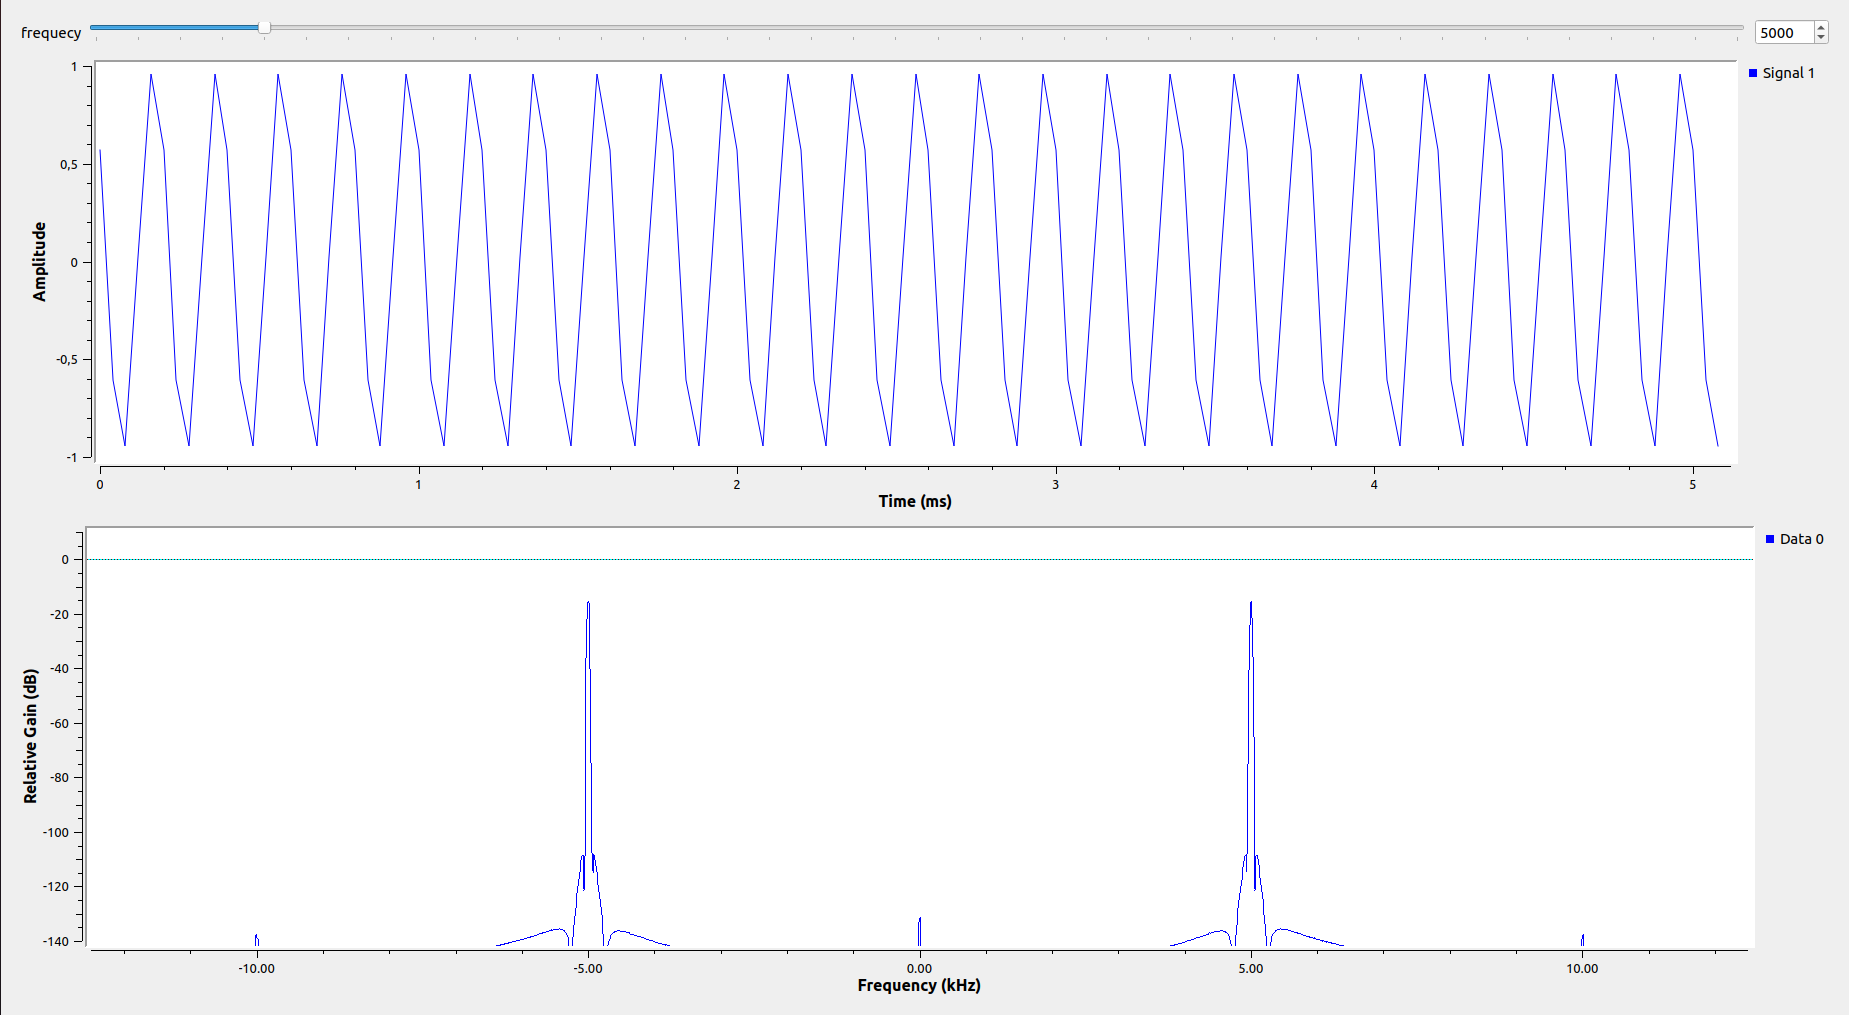 frequecy
5000
Signal 1
1
0,5
0
-0,5
-1
Amplitude
0 1 2 3 4 5
Time (ms)
Data 0
0
-20
-40
-60
-80
-100
-120
-140
Relative Gain (dB)
-10.00 -5.00 0.00 5.00 10.00
Frequency (kHz)